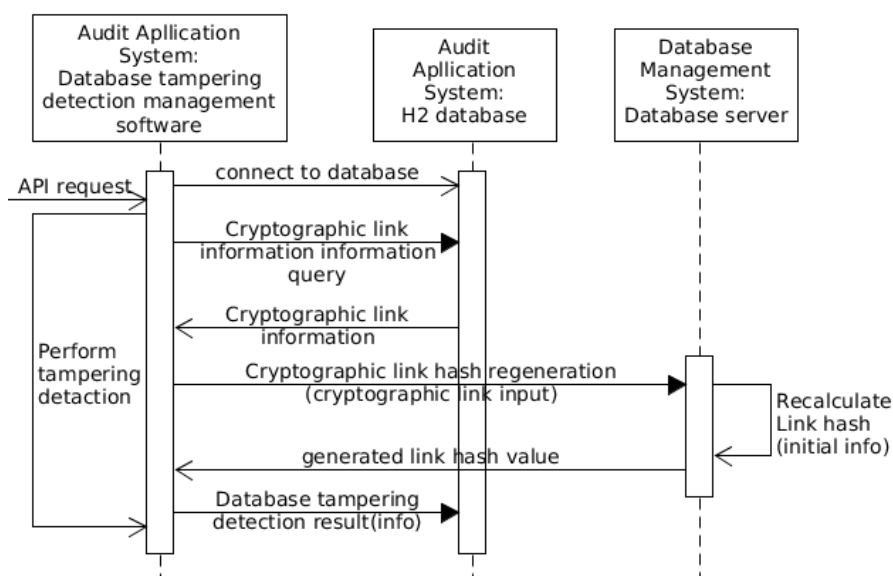 Audit Apllication
System:
Database tampering
detection management
software
Audit
Apllication
System:
H2 database
Database
Management
System:
Database server
connect to database
API request
Cryptographic link
information information
query
Cryptographic link
information
Perform
tampering
detaction
Cryptographic link hash regeneration
(cryptographic link input)
Recalculate
Link hash
(initial info)
generated link hash value
Database tampering
detection result(info)